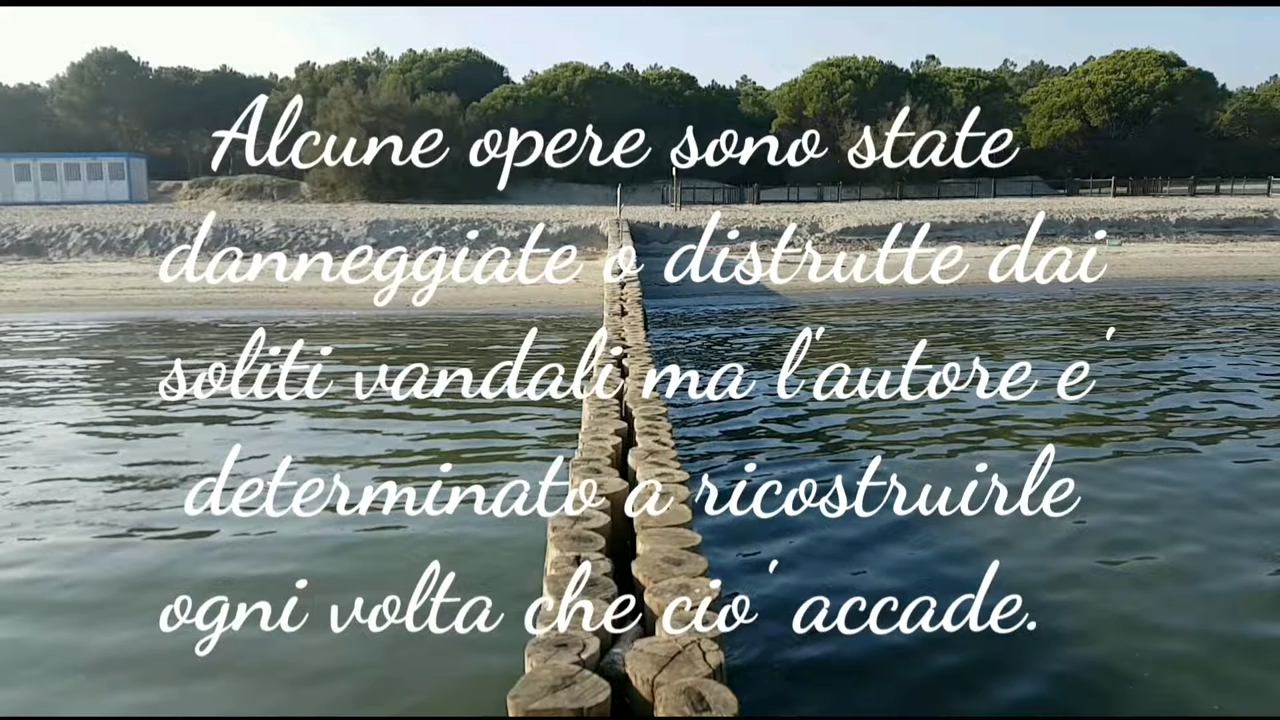 Alcune opere sono state
danneggiate o distrutte dai
soliti vandali ma l'autore e'
determinato a ricostruirle
ogni volta che cio' accade.